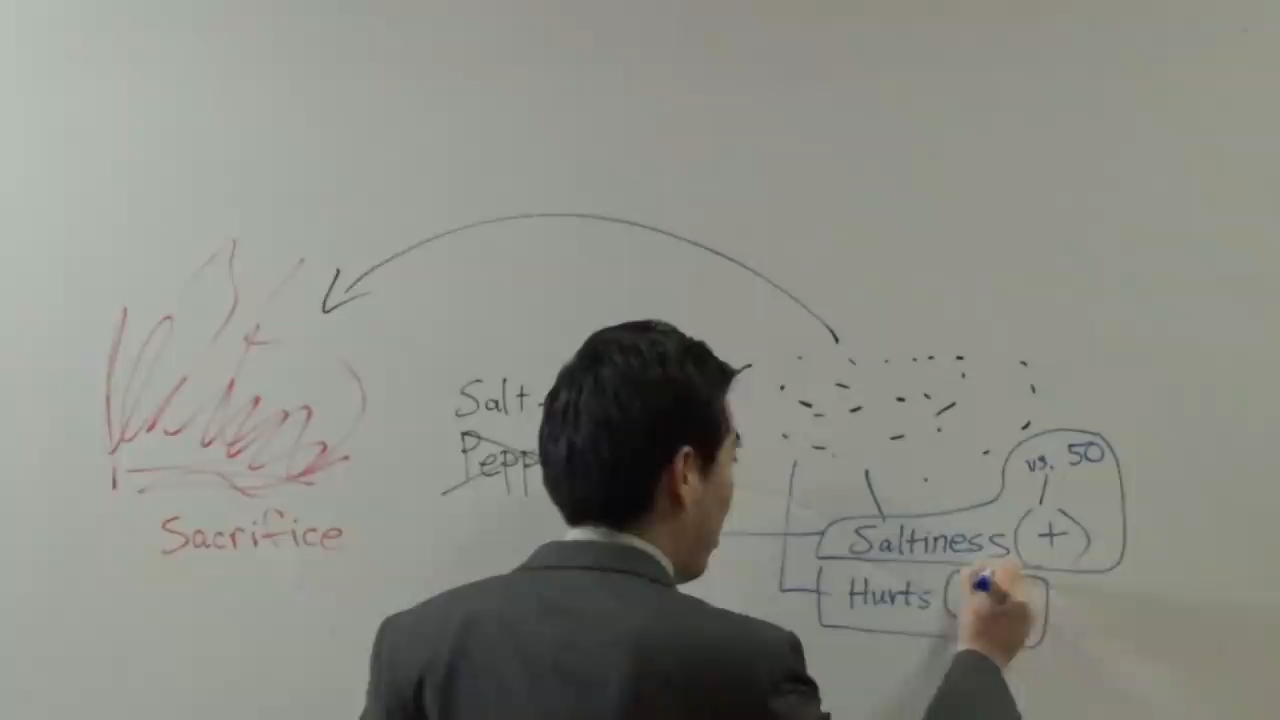 Salt
Pepp
Sacrifice
vs. 50
Saltiness (+)
Hurts (